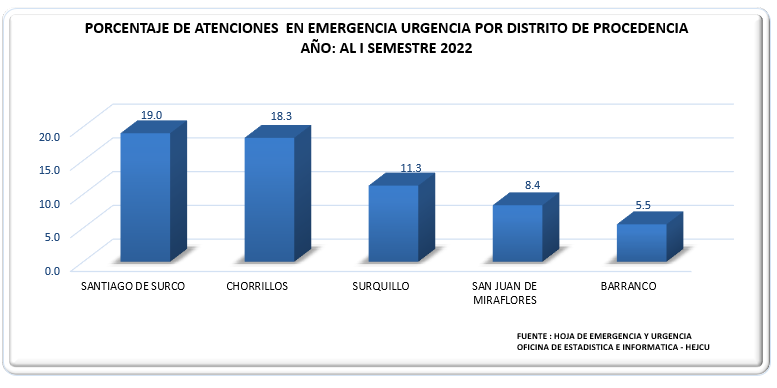 PORCENTAJE DE ATENCIONES EN EMERGENCIA URGENCIA POR DISTRITO DE PROCEDENCIA
AÑO: AL I SEMESTRE 2022
19.0
18.3
11.3
8.4
5.5
20.0
15.0
10.0
5.0
0.0
SANTIAGO DE SURCO
CHORRILLOS
SURQUILLO
SAN JUAN DE
MIRAFLORES
BARRANCO
FUENTE : HOJA DE EMERGENCIA Y URGENCIA
OFICINA DE ESTADISTICA E INFORMATICA - HEJCU